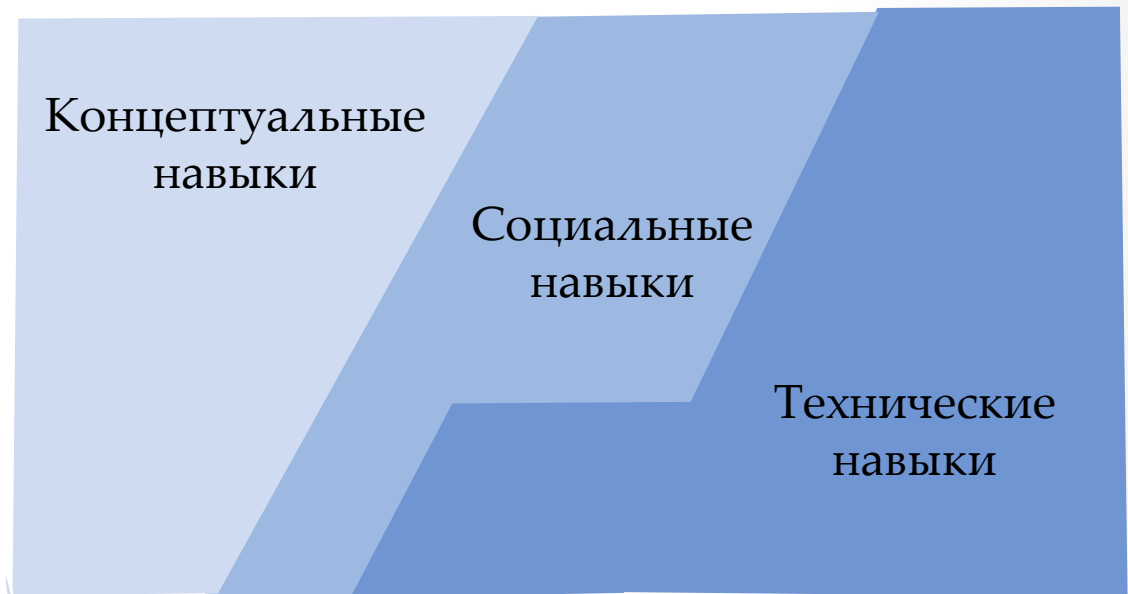 Концептуальные
навыки
Социальные
навыки
Технические
навыки